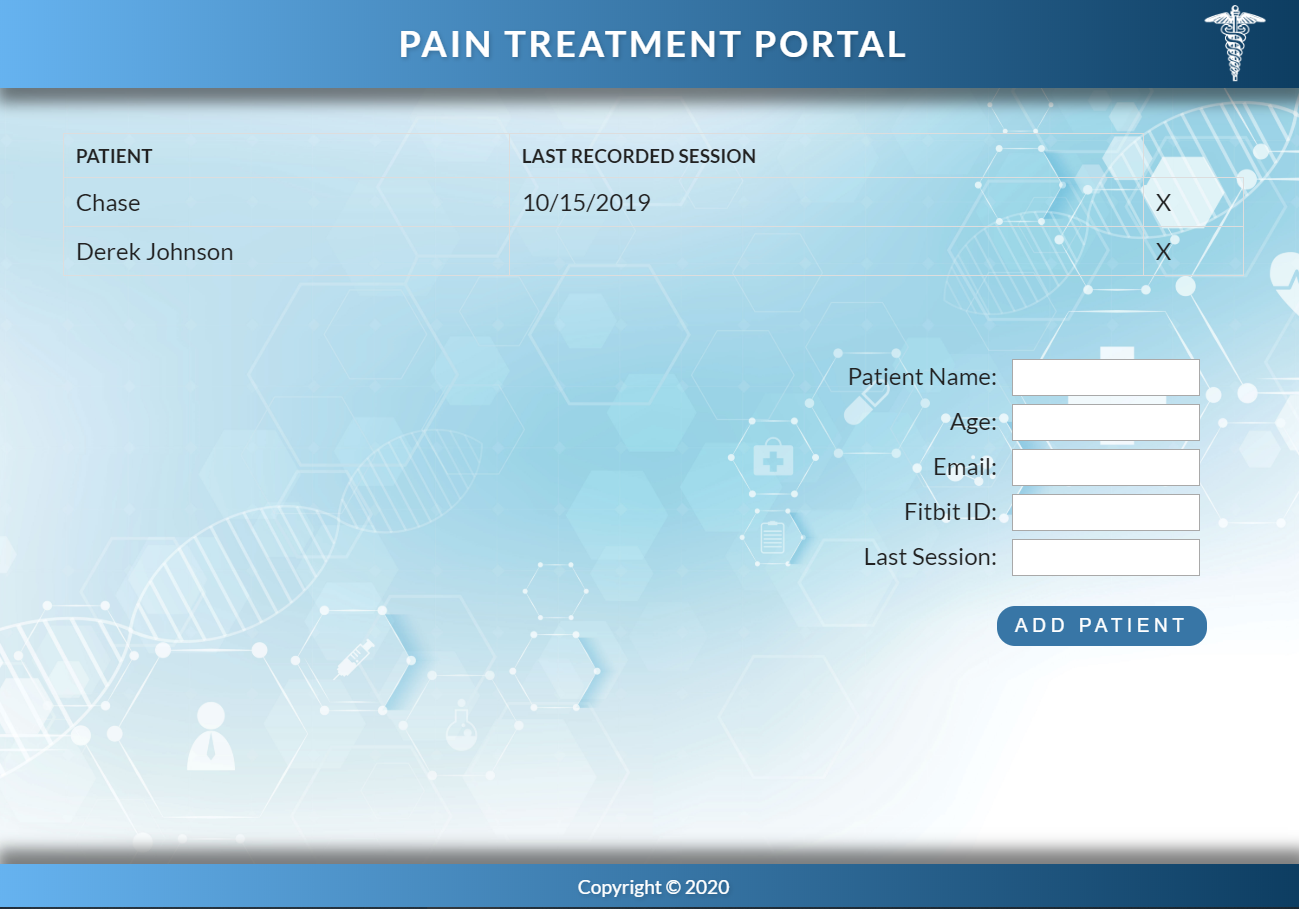 PAIN TREATMENT PORTAL
PATIENT LAST RECORDED SESSION
Chase 10/15/2019 X
Derek Johnson X
Patient Name:
Age:
Email:
Fitbit ID:
Last Session:
ADD PATIENT
Copyright © 2020